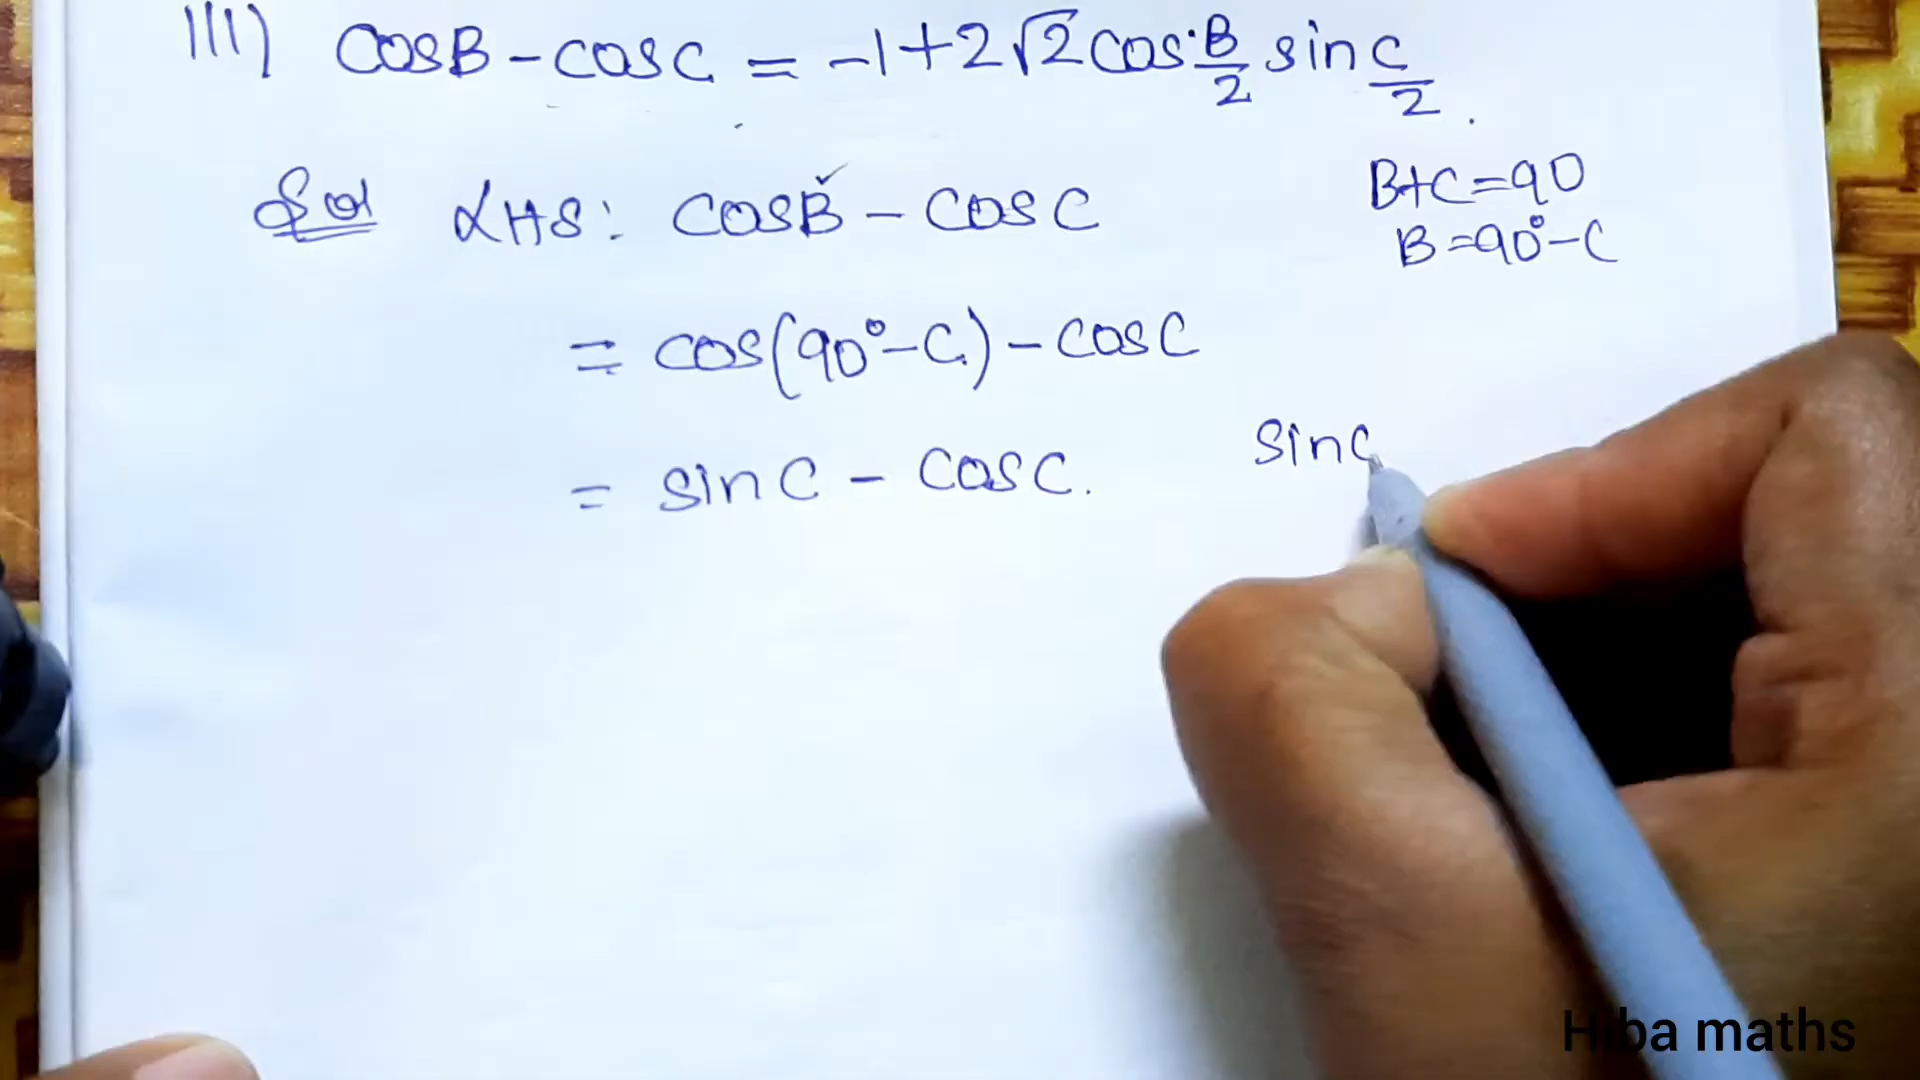 III) COSB - COSC = -1+2√2 COS B/2 sin C/2.
Sol LHS: COSB - COSC
B+C=90
B=90°-C
= COS(90°-C) - COSC
= sinC - COSC.
sinC
Hiba maths